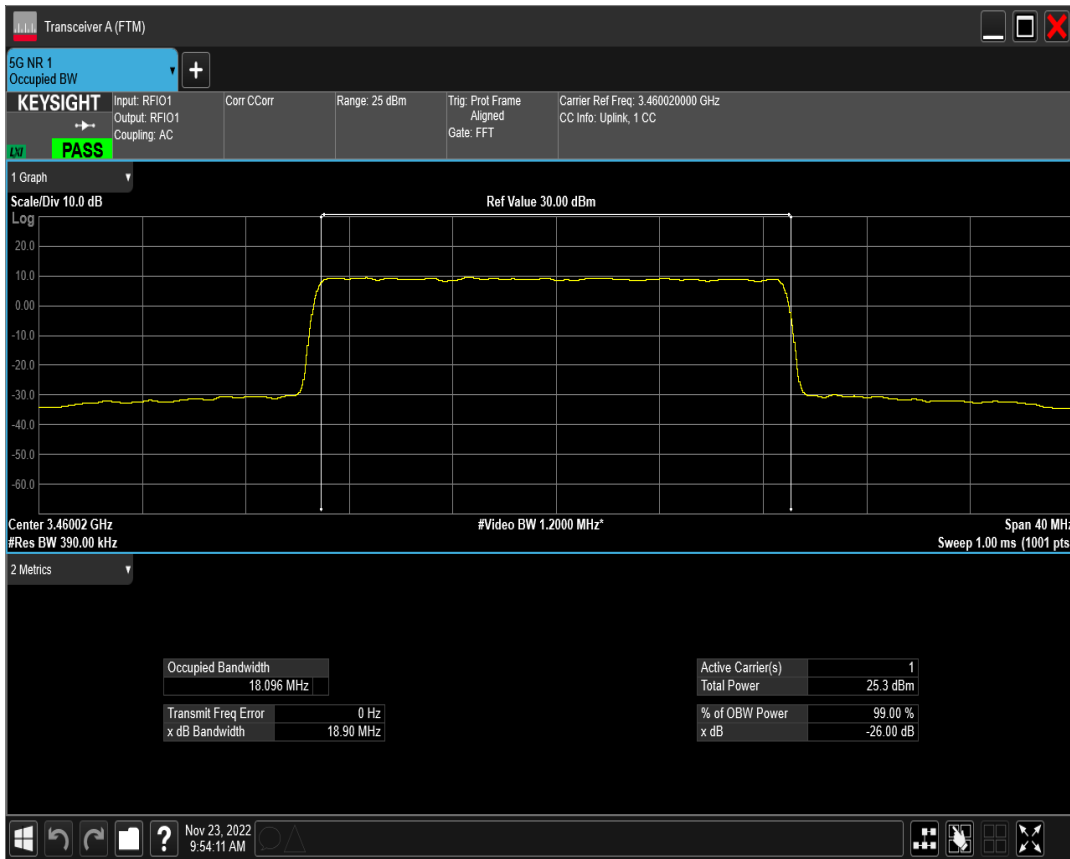 Transceiver A (FTM)
5G NR 1
Occupied BW
+
KEYSIGHT
Input: RFIO1
Output: RFIO1
Coupling: AC
Corr CCorr
Range: 25 dBm
Trig: Prot Frame
Aligned
Gate: FFT
Carrier Ref Freq: 3.460020000 GHz
CC Info: Uplink, 1 CC
LXI
PASS
1 Graph
Scale/Div 10.0 dB
Ref Value 30.00 dBm
Log
20.0
10.0
0.00
-10.0
-20.0
-30.0
-40.0
-50.0
-60.0
Center 3.46002 GHz
#Video BW 1.2000 MHz*
Span 40 MHz
#Res BW 390.00 kHz
Sweep 1.00 ms (1001 pts
2 Metrics
Occupied Bandwidth
18.096 MHz
Transmit Freq Error 0 Hz
x dB Bandwidth 18.90 MHz
Active Carrier(s) 1
Total Power 25.3 dBm
% of OBW Power 99.00 %
x dB -26.00 dB
?
Nov 23, 2022
9:54:11 AM